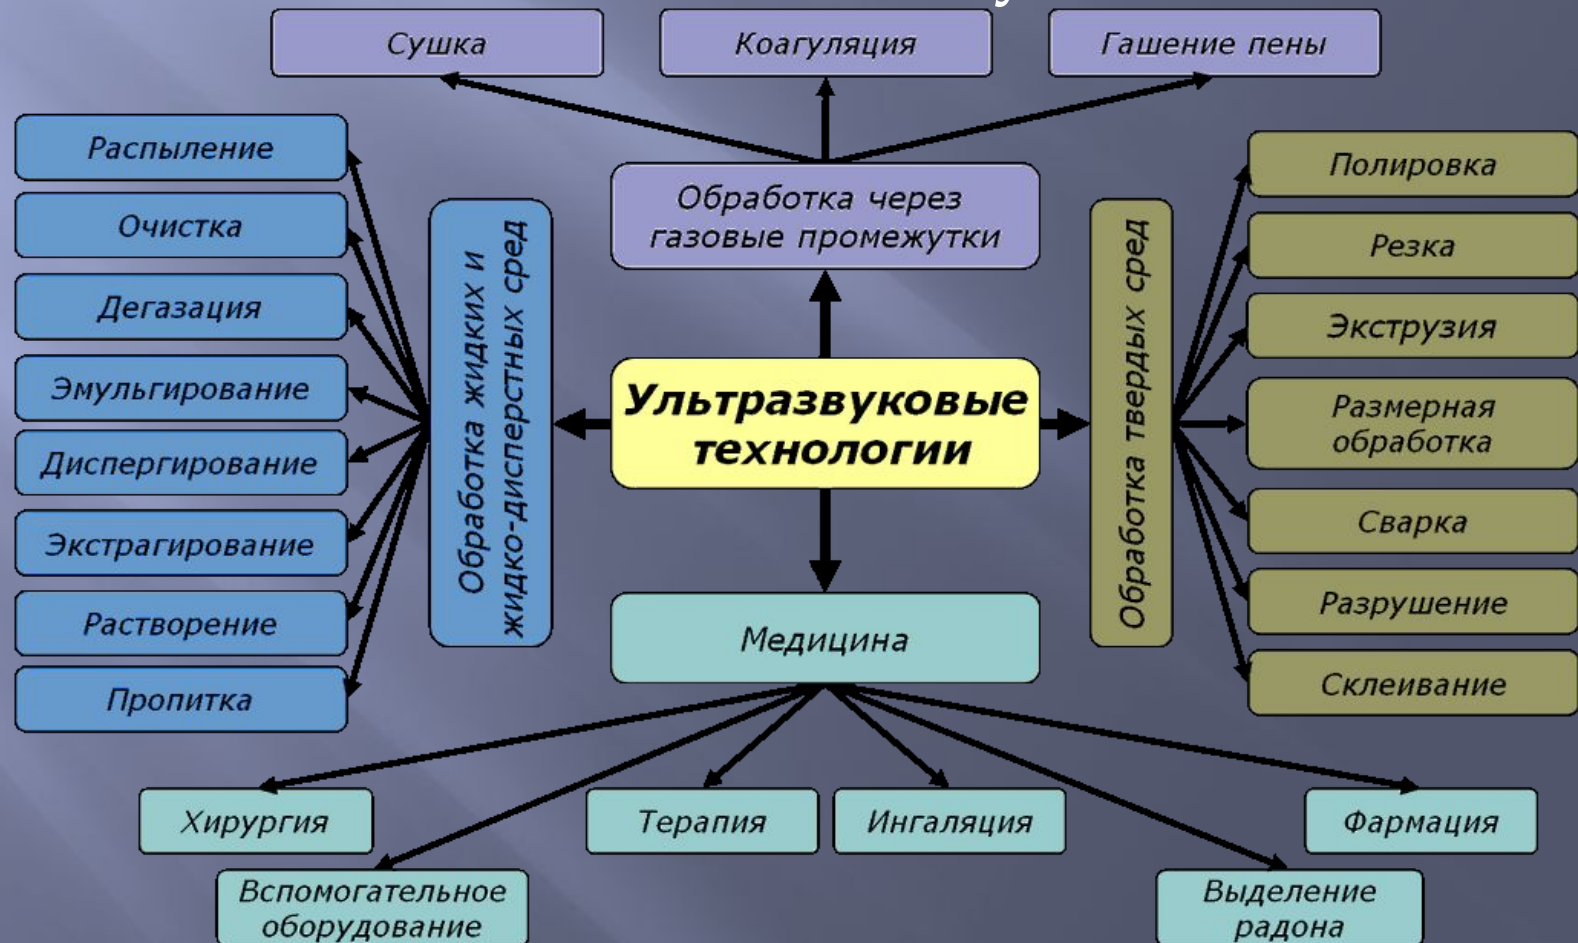 Сушка
Коагуляция
Гашение пены
Обработка через
газовые промежутки
Распыление
Очистка
Дегазация
Эмульгирование
Диспергирование
Экстрагирование
Растворение
Пропитка
Обработка жидких и
жидко-дисперстных сред
Ультразвуковые
технологии
Обработка твердых сред
Полировка
Резка
Экструзия
Размерная
обработка
Сварка
Разрушение
Склеивание
Медицина
Хирургия
Терапия
Ингаляция
Фармация
Вспомогательное
оборудование
Выделение
радона